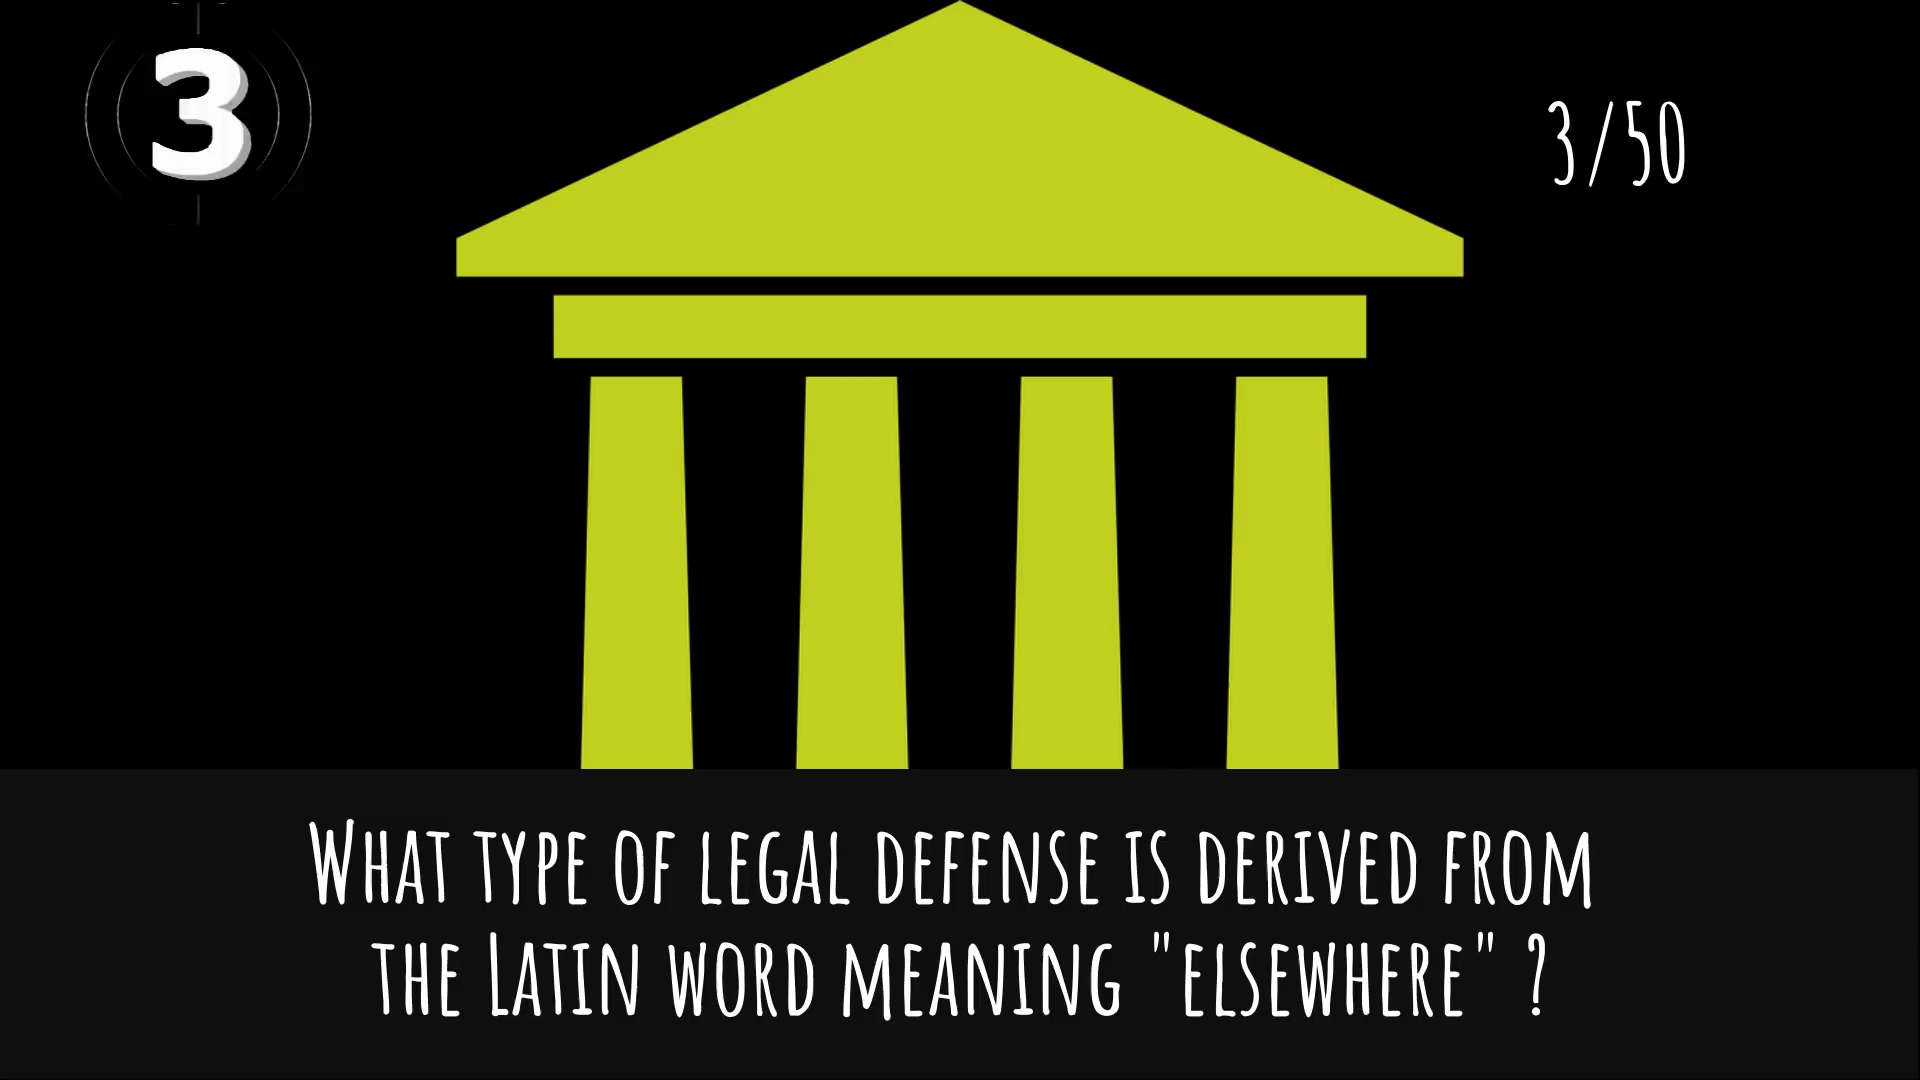 3
3/50
What type of legal defense is derived from
the Latin word meaning "elsewhere" ?